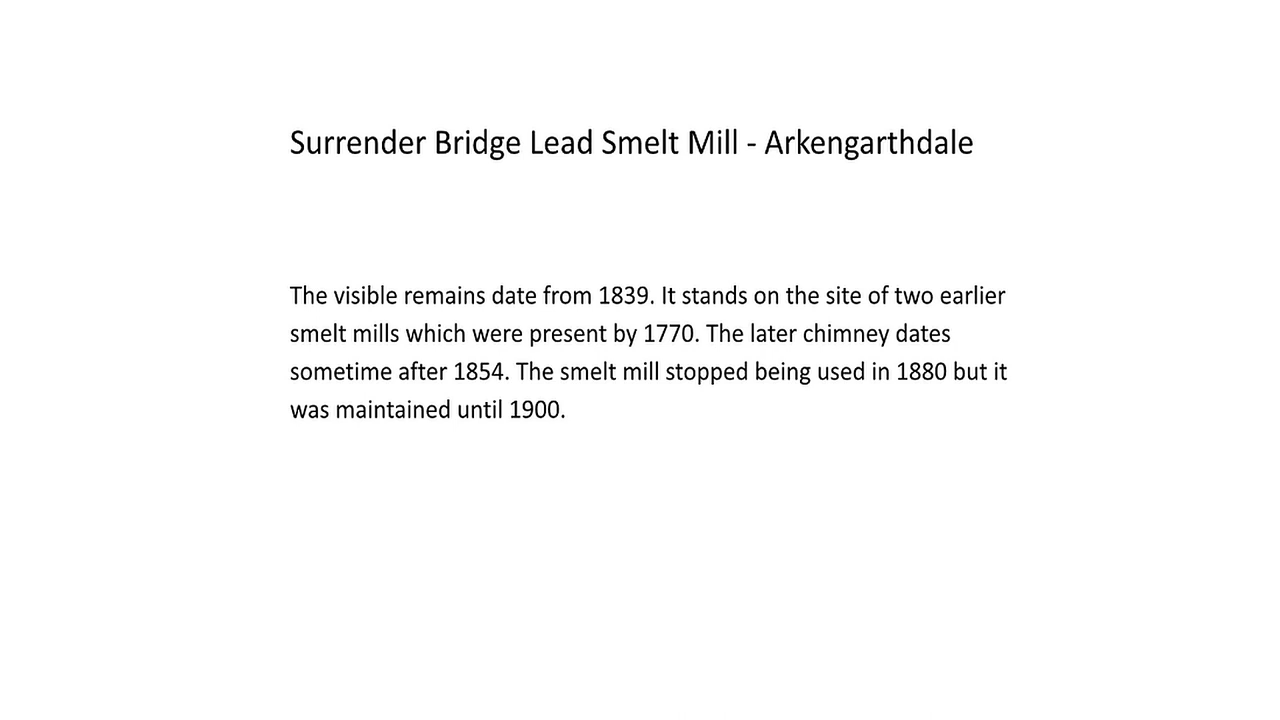 Surrender Bridge Lead Smelt Mill - Arkengarthdale
The visible remains date from 1839. It stands on the site of two earlier
smelt mills which were present by 1770. The later chimney dates
sometime after 1854. The smelt mill stopped being used in 1880 but it
was maintained until 1900.